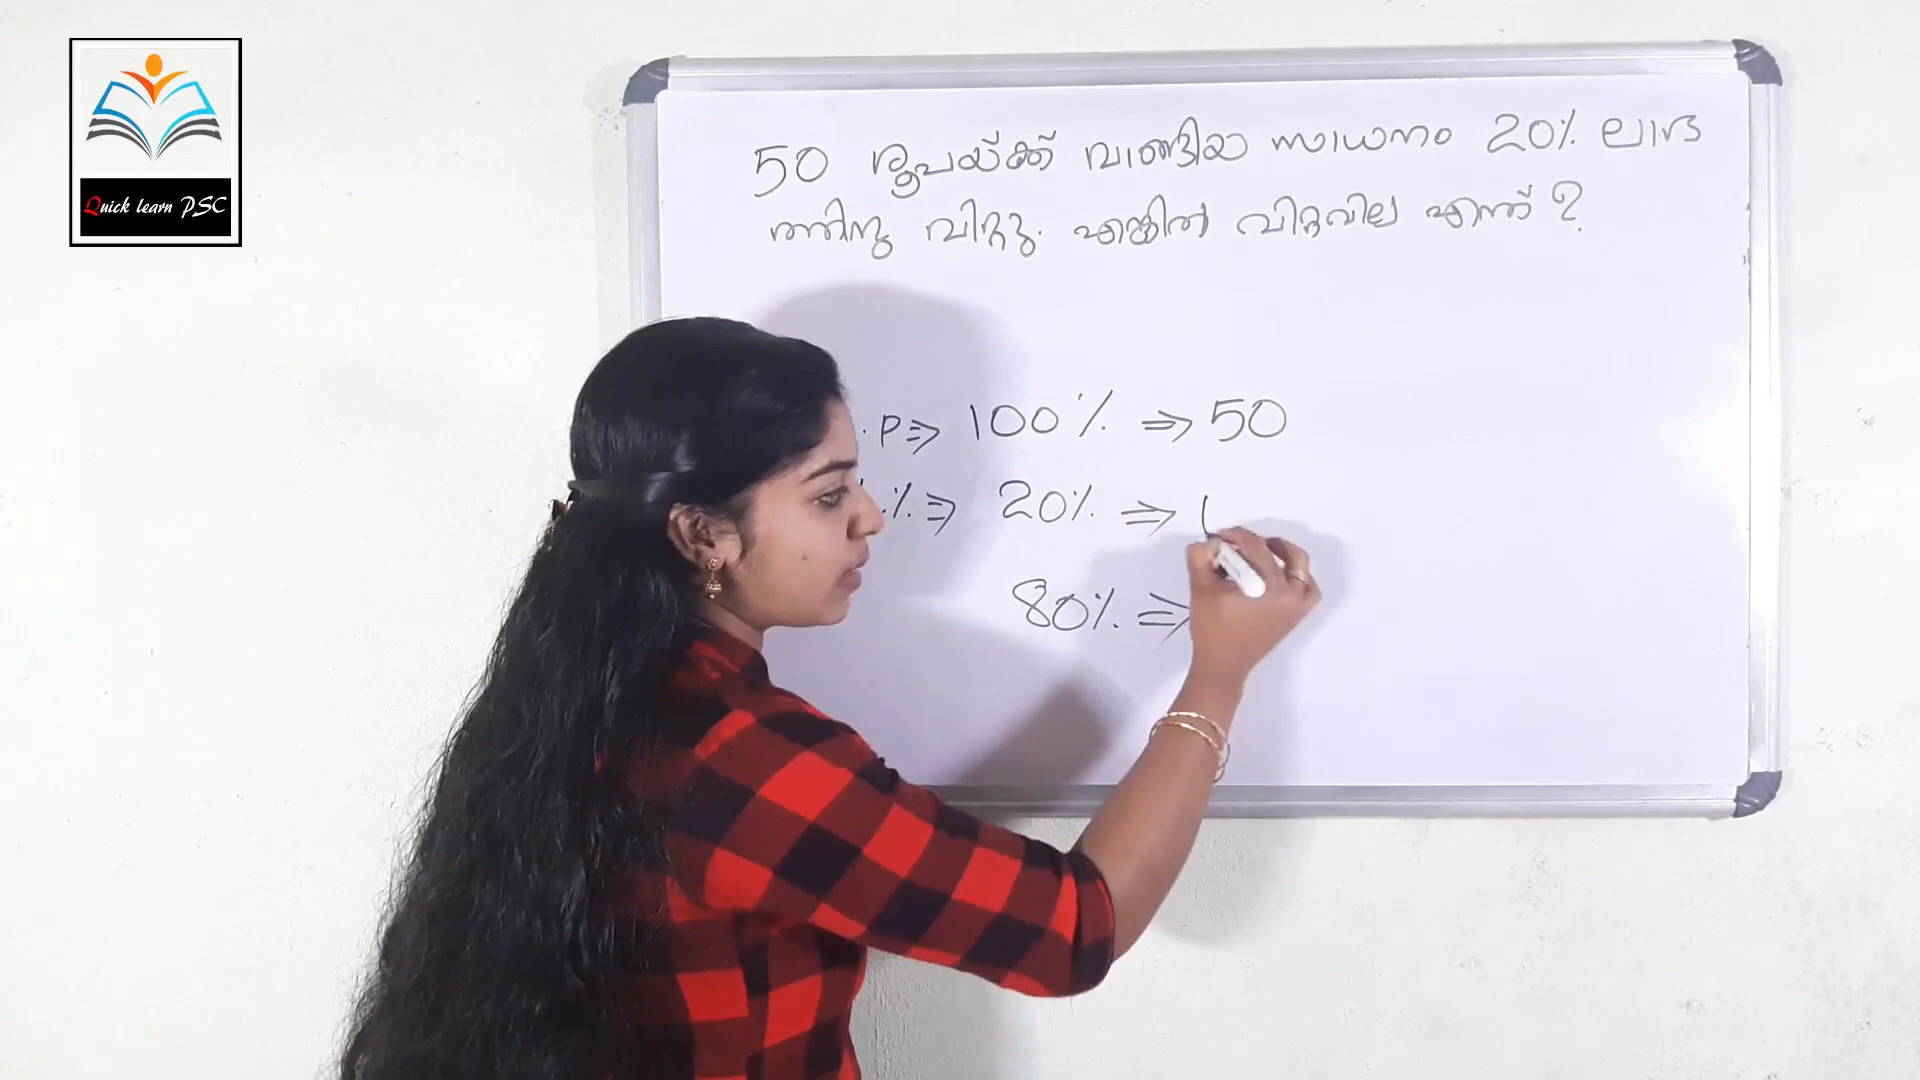 Quick learn PSC
50 രൂപയ്ക്ക് വാങ്ങിയ സാധനം 20% ലാഭ
ത്തിനു വിറ്റു. എങ്കിൽ വിറ്റവില എന്ത് ?
. P ⇒ 100% ⇒ 50
% ⇒ 20% ⇒
80% ⇒